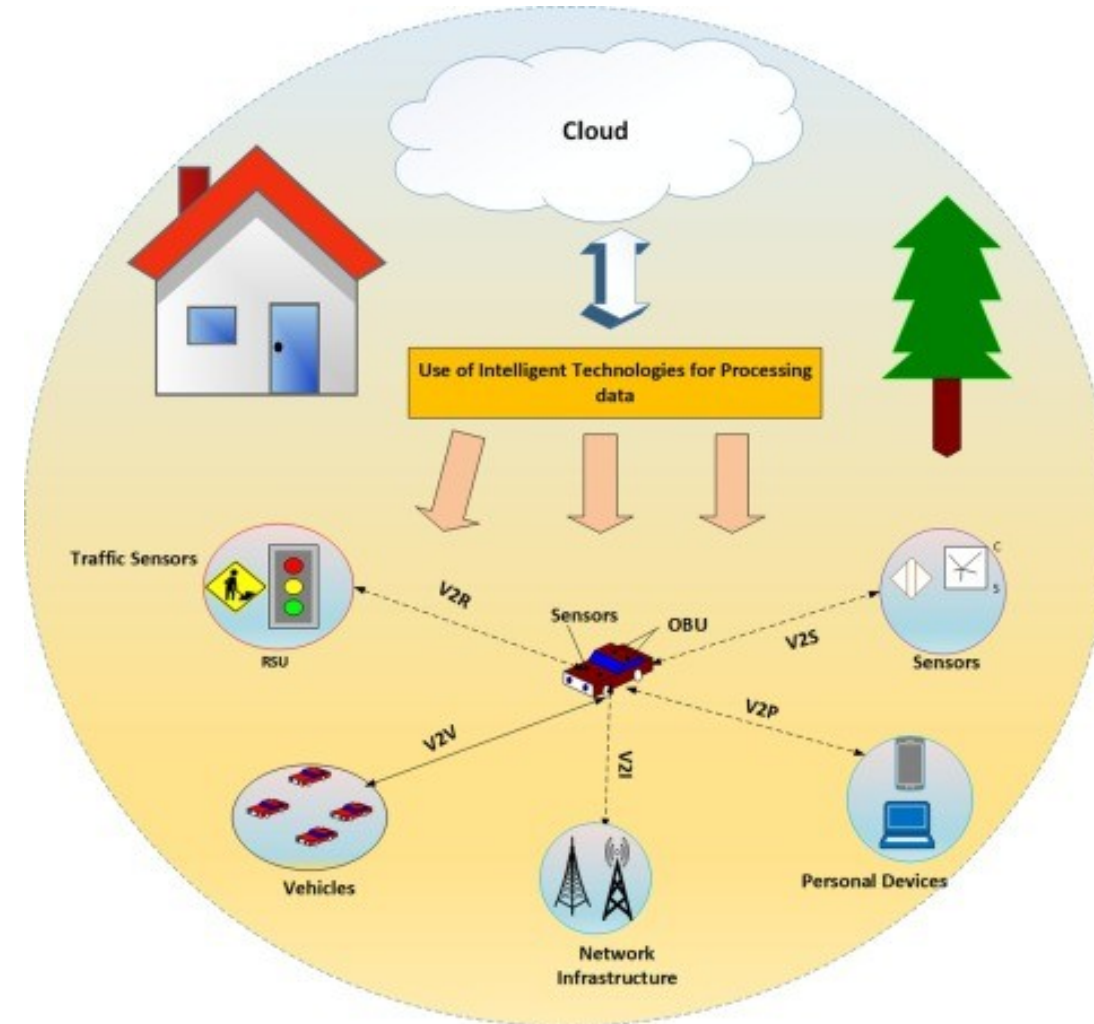 Cloud
Use of Intelligent Technologies for Processing
data
Traffic Sensors
RSU
V2R
Sensors
OBU
V2S
C
S
Sensors
V2V
V2I
V2P
Vehicles
Personal Devices
Network
Infrastructure